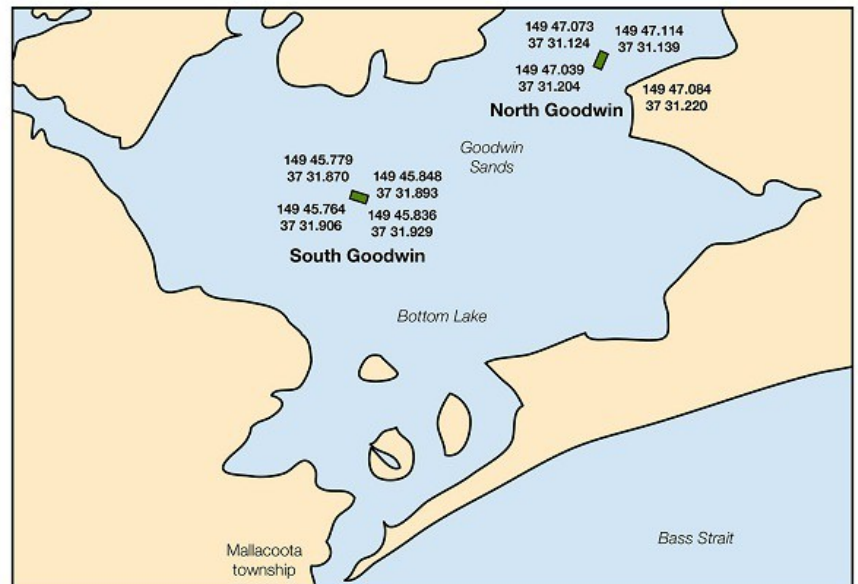 149 47.073
37 31.124
149 47.114
37 31.139
149 47.039
37 31.204
149 47.084
37 31.220
North Goodwin
Goodwin
Sands
149 45.779
37 31.870
149 45.848
37 31.893
149 45.764
37 31.906
149 45.836
37 31.929
South Goodwin
Bottom Lake
Bass Strait
Mallacoota
township